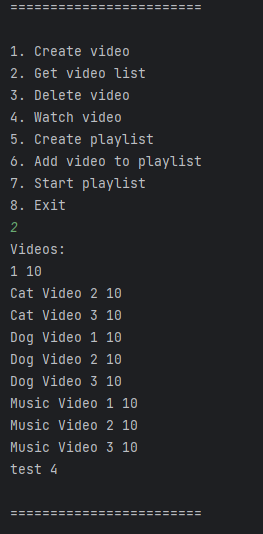 ========================
1. Create video
2. Get video list
3. Delete video
4. Watch video
5. Create playlist
6. Add video to playlist
7. Start playlist
8. Exit
2
Videos:
1 10
Cat Video 2 10
Cat Video 3 10
Dog Video 1 10
Dog Video 2 10
Dog Video 3 10
Music Video 1 10
Music Video 2 10
Music Video 3 10
test 4
========================